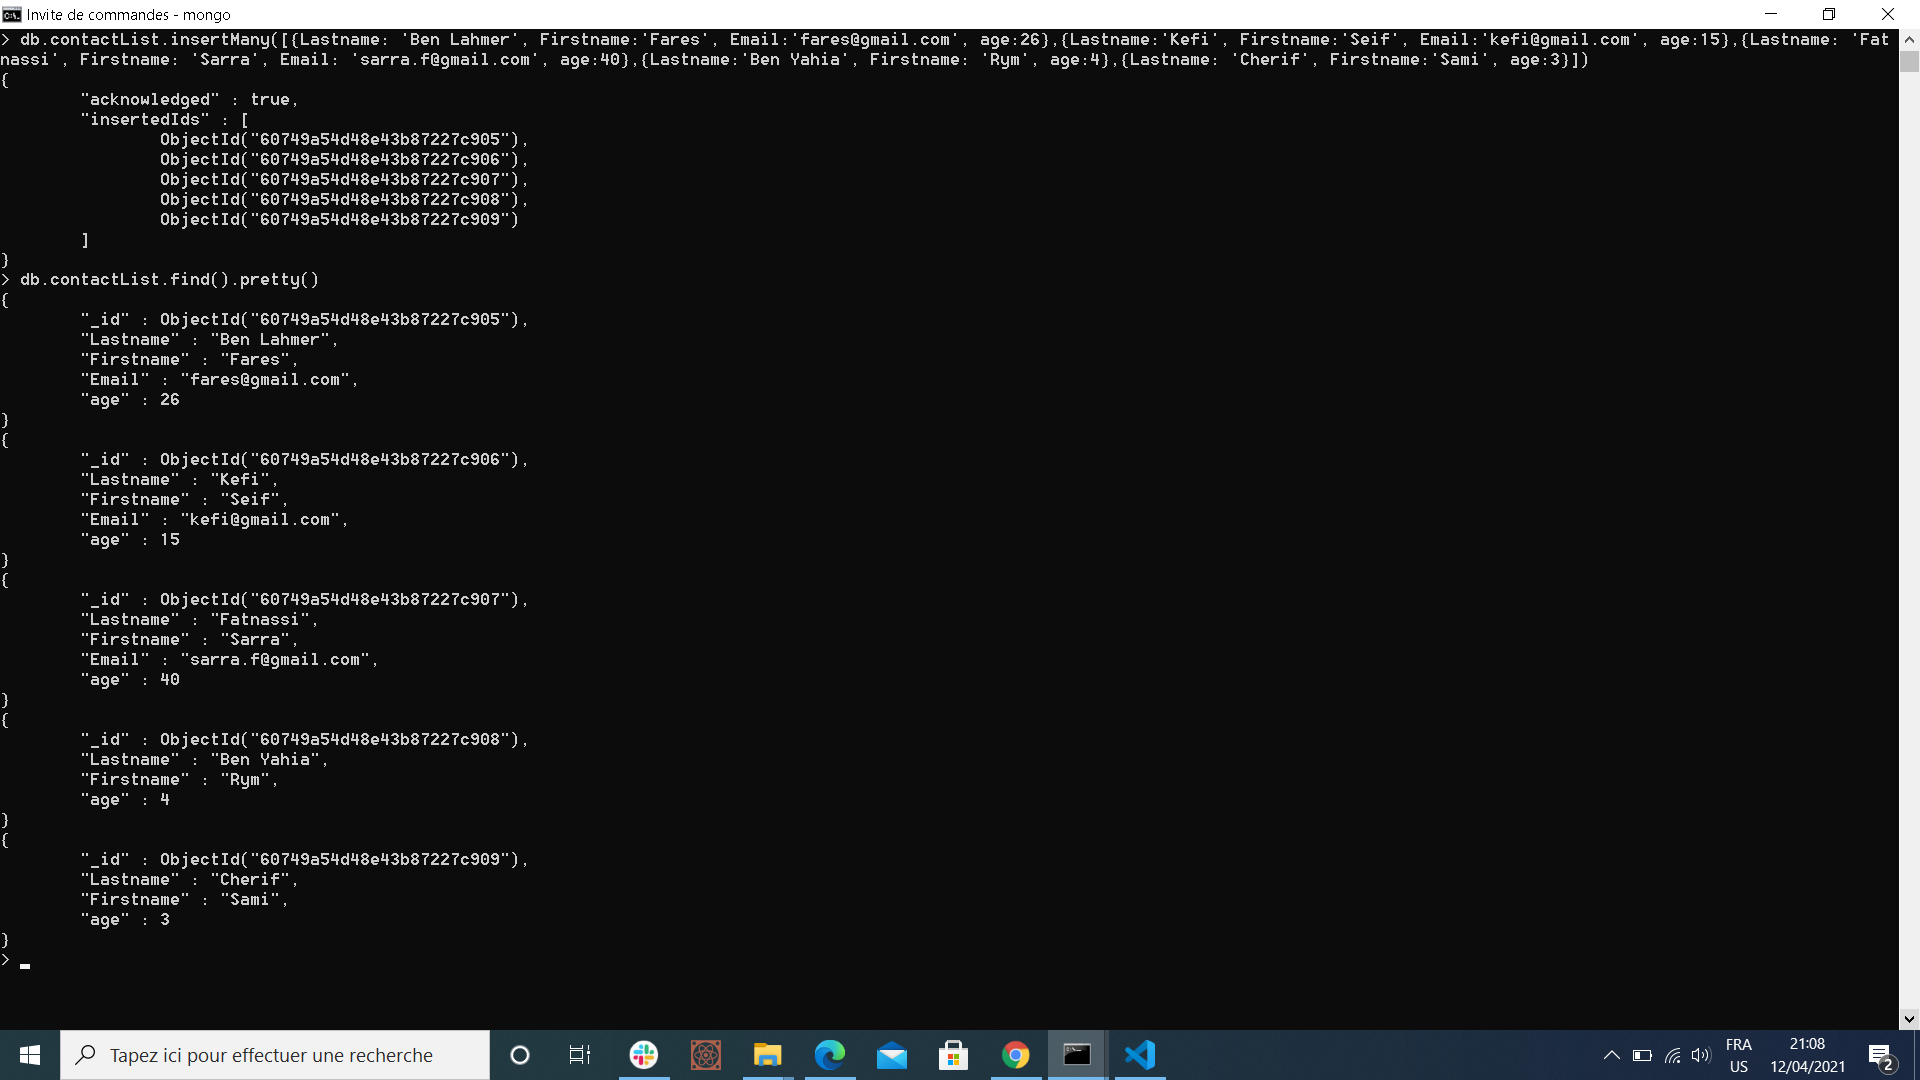 Invite de commandes - mongo
> db.contactList.insertMany([{Lastname: 'Ben Lahmer', Firstname:'Fares', Email:'fares@gmail.com', age:26},{Lastname:'Kefi', Firstname:'Seif', Email:'kefi@gmail.com', age:15},{Lastname: 'Fat
nassi', Firstname: 'Sarra', Email: 'sarra.f@gmail.com', age:40},{Lastname:'Ben Yahia', Firstname: 'Rym', age:4},{Lastname: 'Cherif', Firstname:'Sami', age:3}])
{
"acknowledged" : true,
"insertedIds" : [
ObjectId("60749a54d48e43b87227c905"),
ObjectId("60749a54d48e43b87227c906"),
ObjectId("60749a54d48e43b87227c907"),
ObjectId("60749a54d48e43b87227c908"),
ObjectId("60749a54d48e43b87227c909")
]
}
> db.contactList.find().pretty()
{
"_id" : ObjectId("60749a54d48e43b87227c905"),
"Lastname" : "Ben Lahmer",
"Firstname" : "Fares",
"Email" : "fares@gmail.com",
"age" : 26
}
{
"_id" : ObjectId("60749a54d48e43b87227c906"),
"Lastname" : "Kefi",
"Firstname" : "Seif",
"Email" : "kefi@gmail.com",
"age" : 15
}
{
"_id" : ObjectId("60749a54d48e43b87227c907"),
"Lastname" : "Fatnassi",
"Firstname" : "Sarra",
"Email" : "sarra.f@gmail.com",
"age" : 40
}
{
"_id" : ObjectId("60749a54d48e43b87227c908"),
"Lastname" : "Ben Yahia",
"Firstname" : "Rym",
"age" : 4
}
{
"_id" : ObjectId("60749a54d48e43b87227c909"),
"Lastname" : "Cherif",
"Firstname" : "Sami",
"age" : 3
}
> _
Tapez ici pour effectuer une recherche
FRA
US
21:08
12/04/2021
2